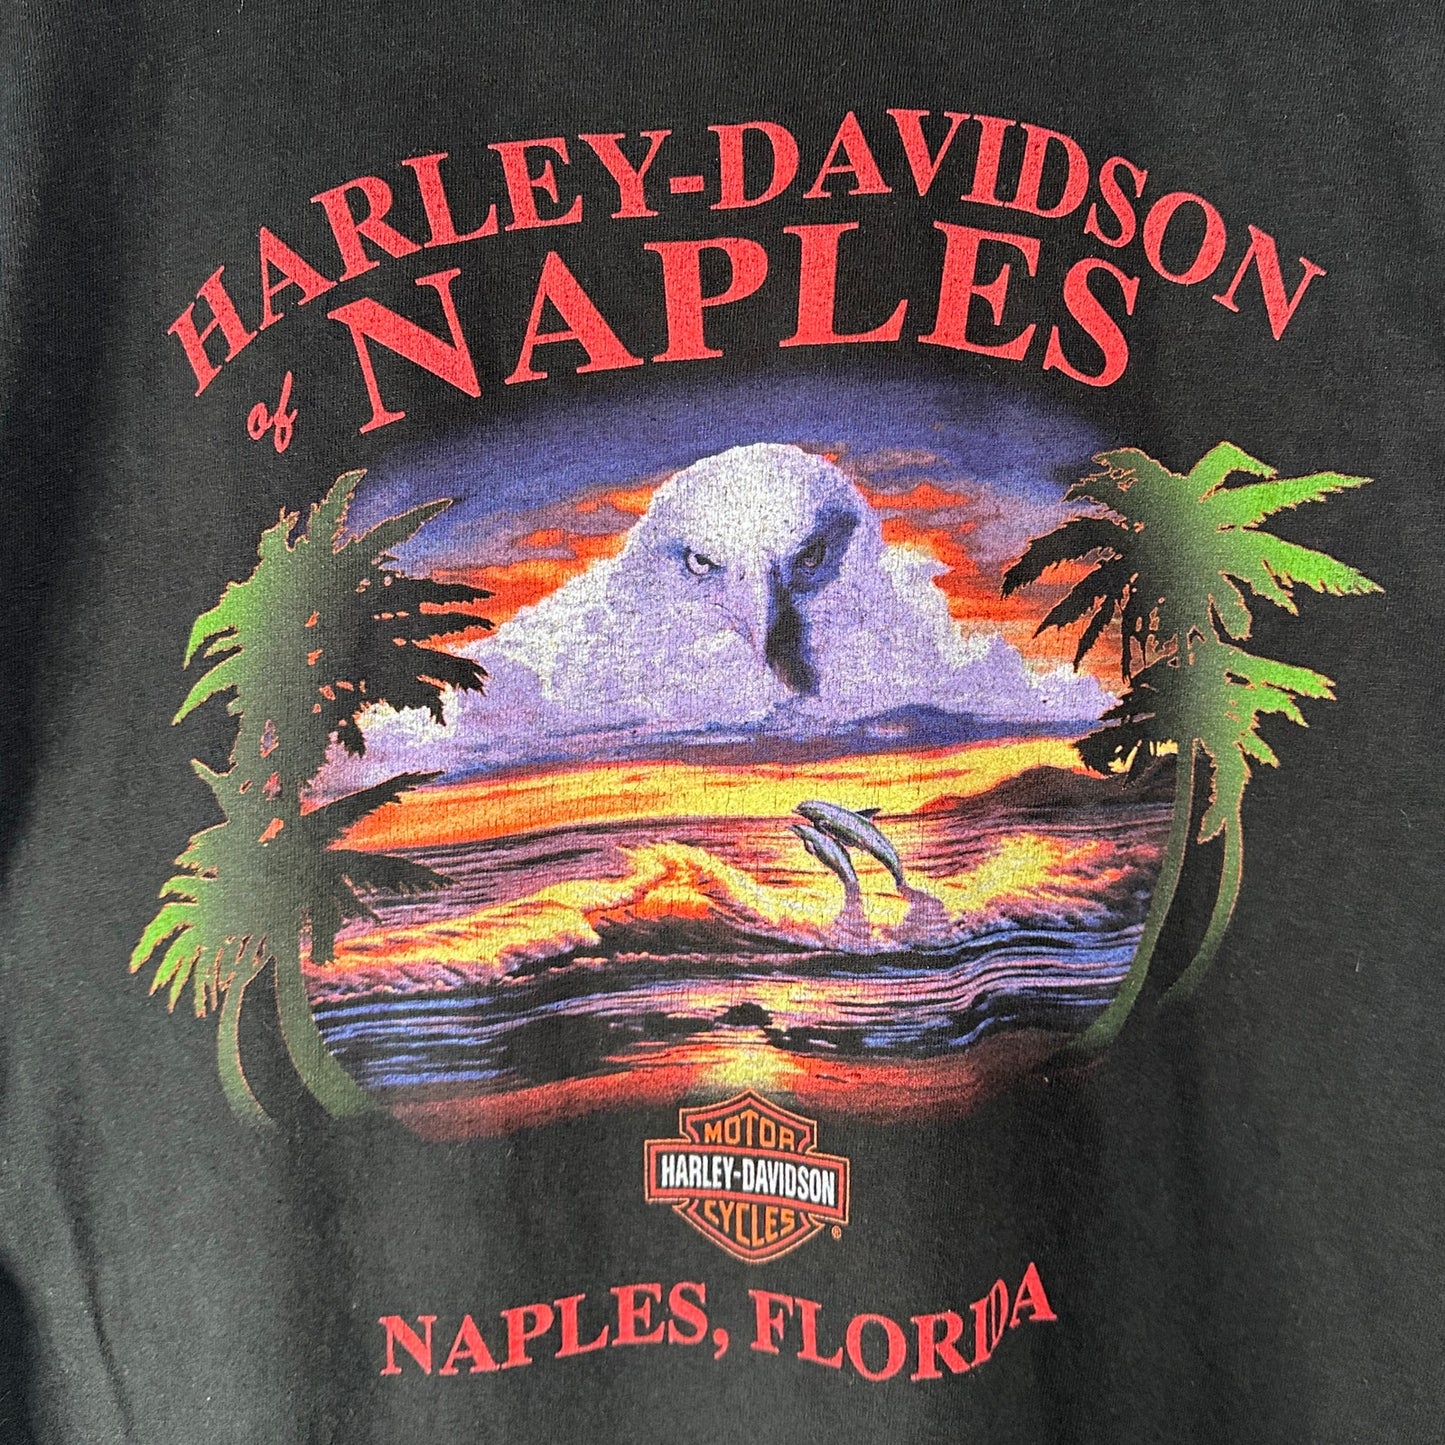 HARLEY-DAVIDSON
of NAPLES
MOTOR
HARLEY-DAVIDSON
CYCLES ®
NAPLES, FLORIDA